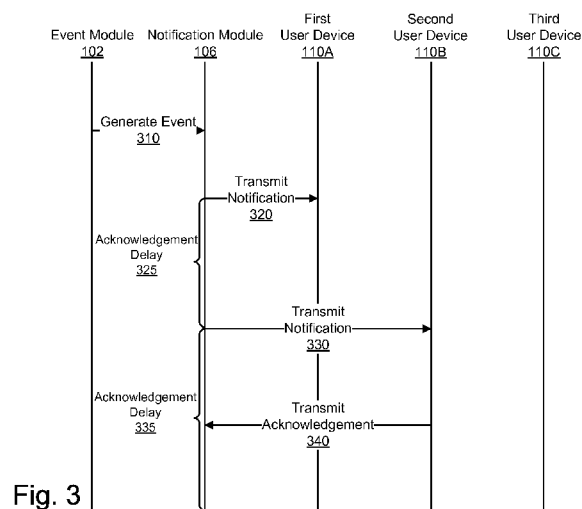 First
Second
Third
Event Module
Notification Module
User Device
User Device
User Device
102
106
110A
110B
110C
Generate Event
310
Transmit
Notification
320
Acknowledgement
Delay
325
Transmit
Notification
330
Acknowledgement
Delay
335
Transmit
Acknowledgement
340
Fig. 3